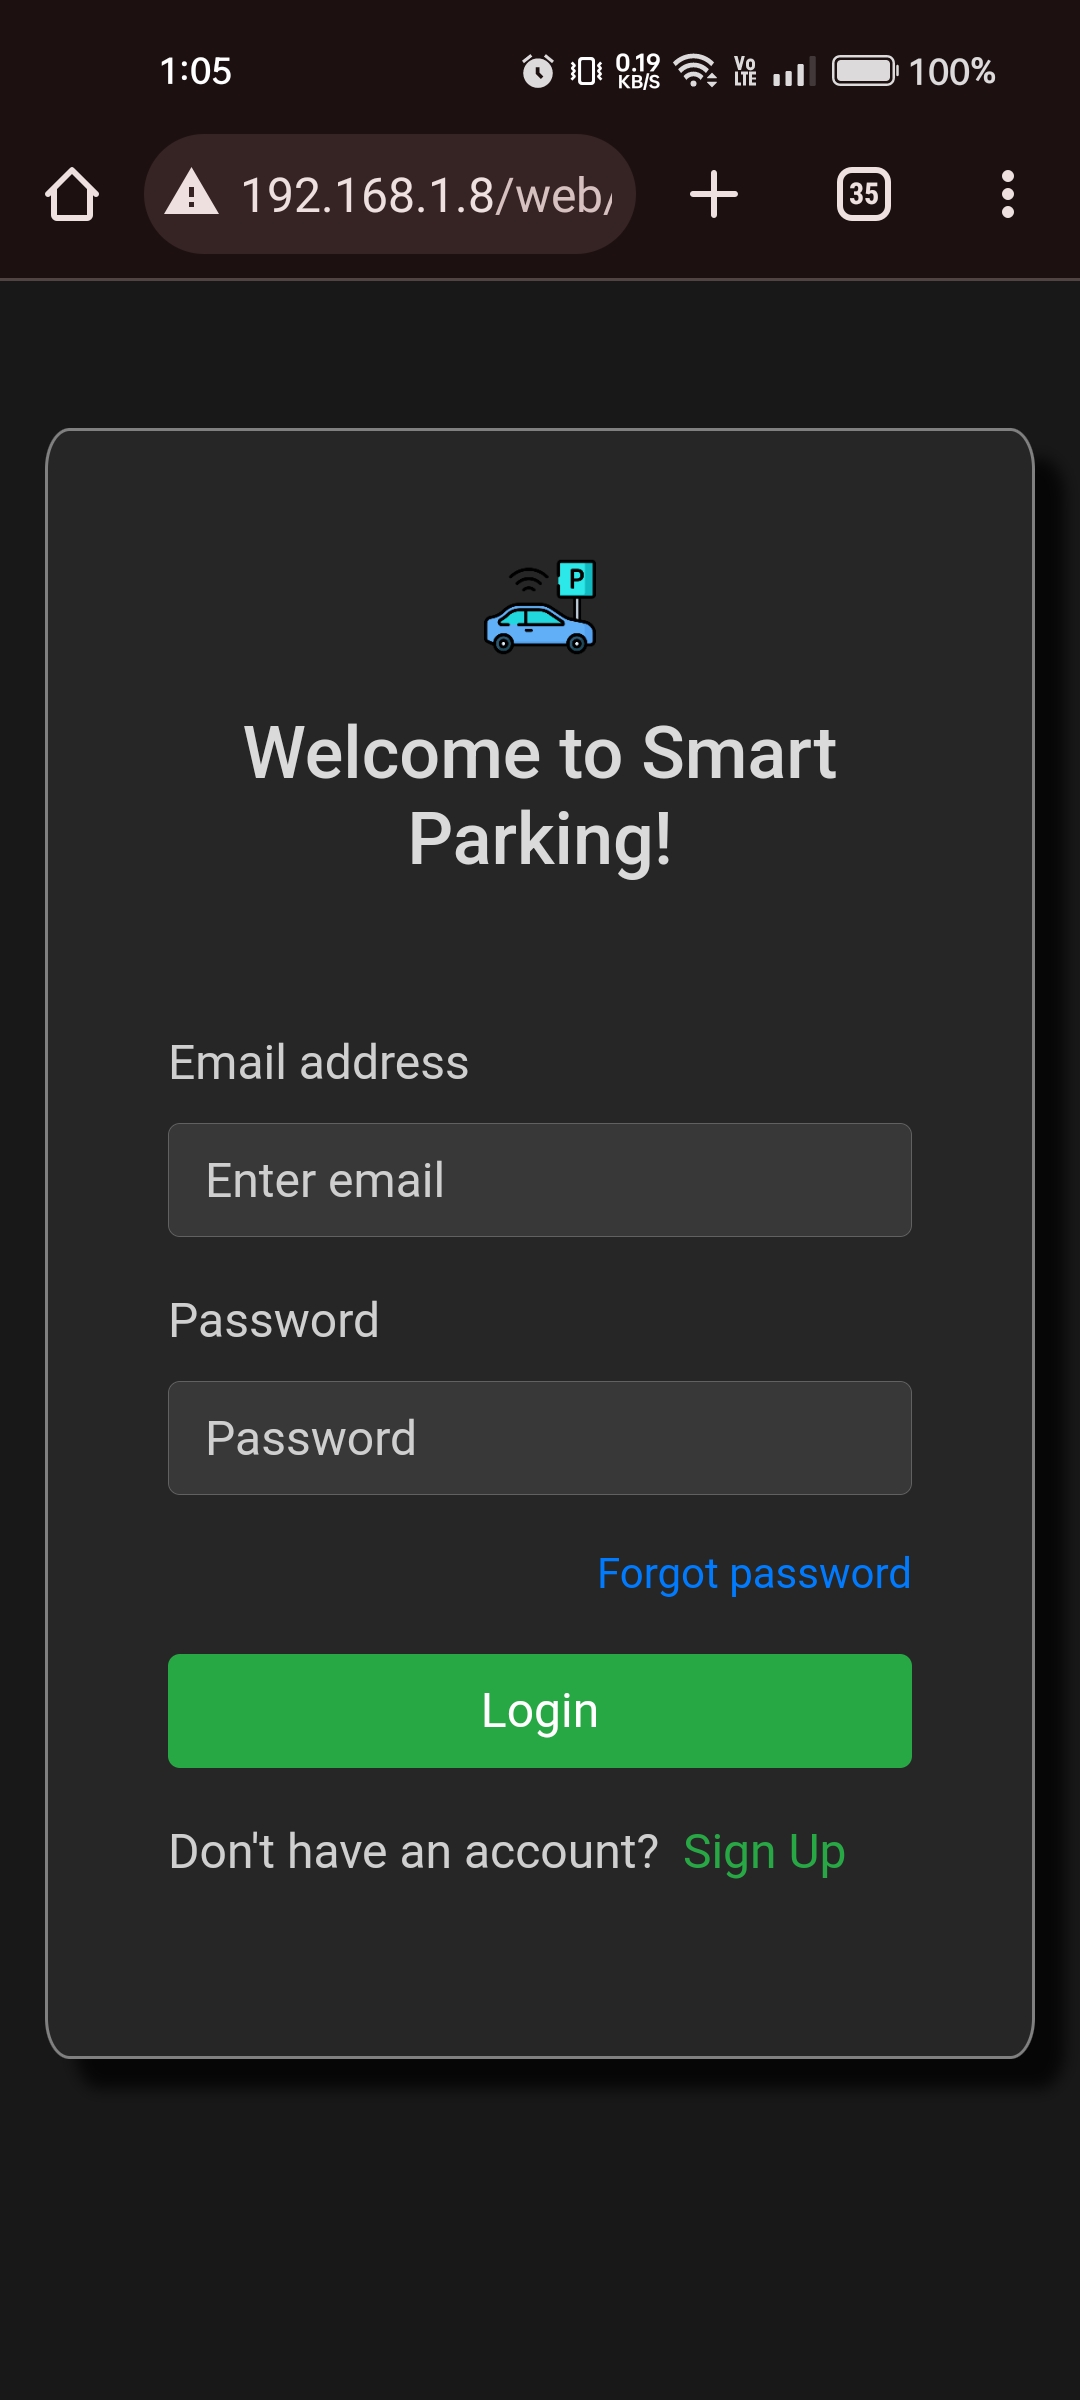 1:05
0.19
KB/S
Vo
LTE
100%
192.168.1.8/web/
35
P
Welcome to Smart
Parking!
Email address
Enter email
Password
Password
Forgot password
Login
Don't have an account? Sign Up